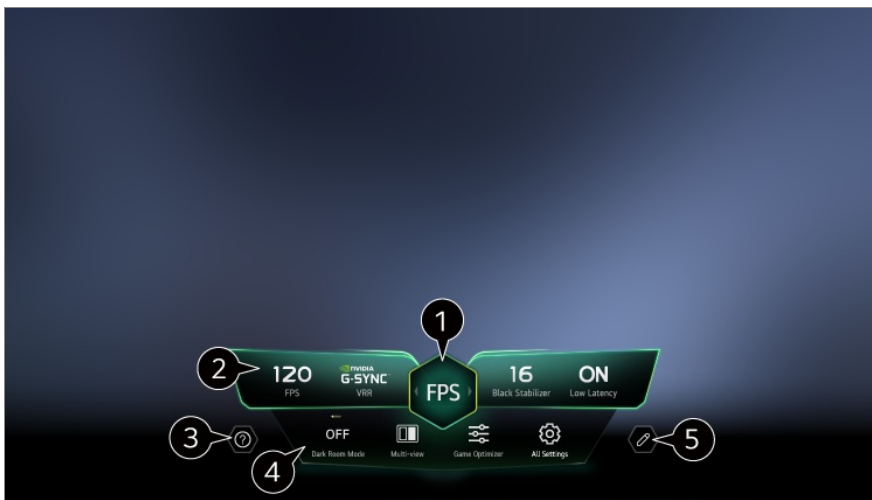 1
2
120
FPS
NVIDIA
G-SYNC
VRR
FPS
16
Black Stabilizer
ON
Low Latency
3
4
OFF
Dark Room Mode
Multi-view
Game Optimizer
All Settings
5